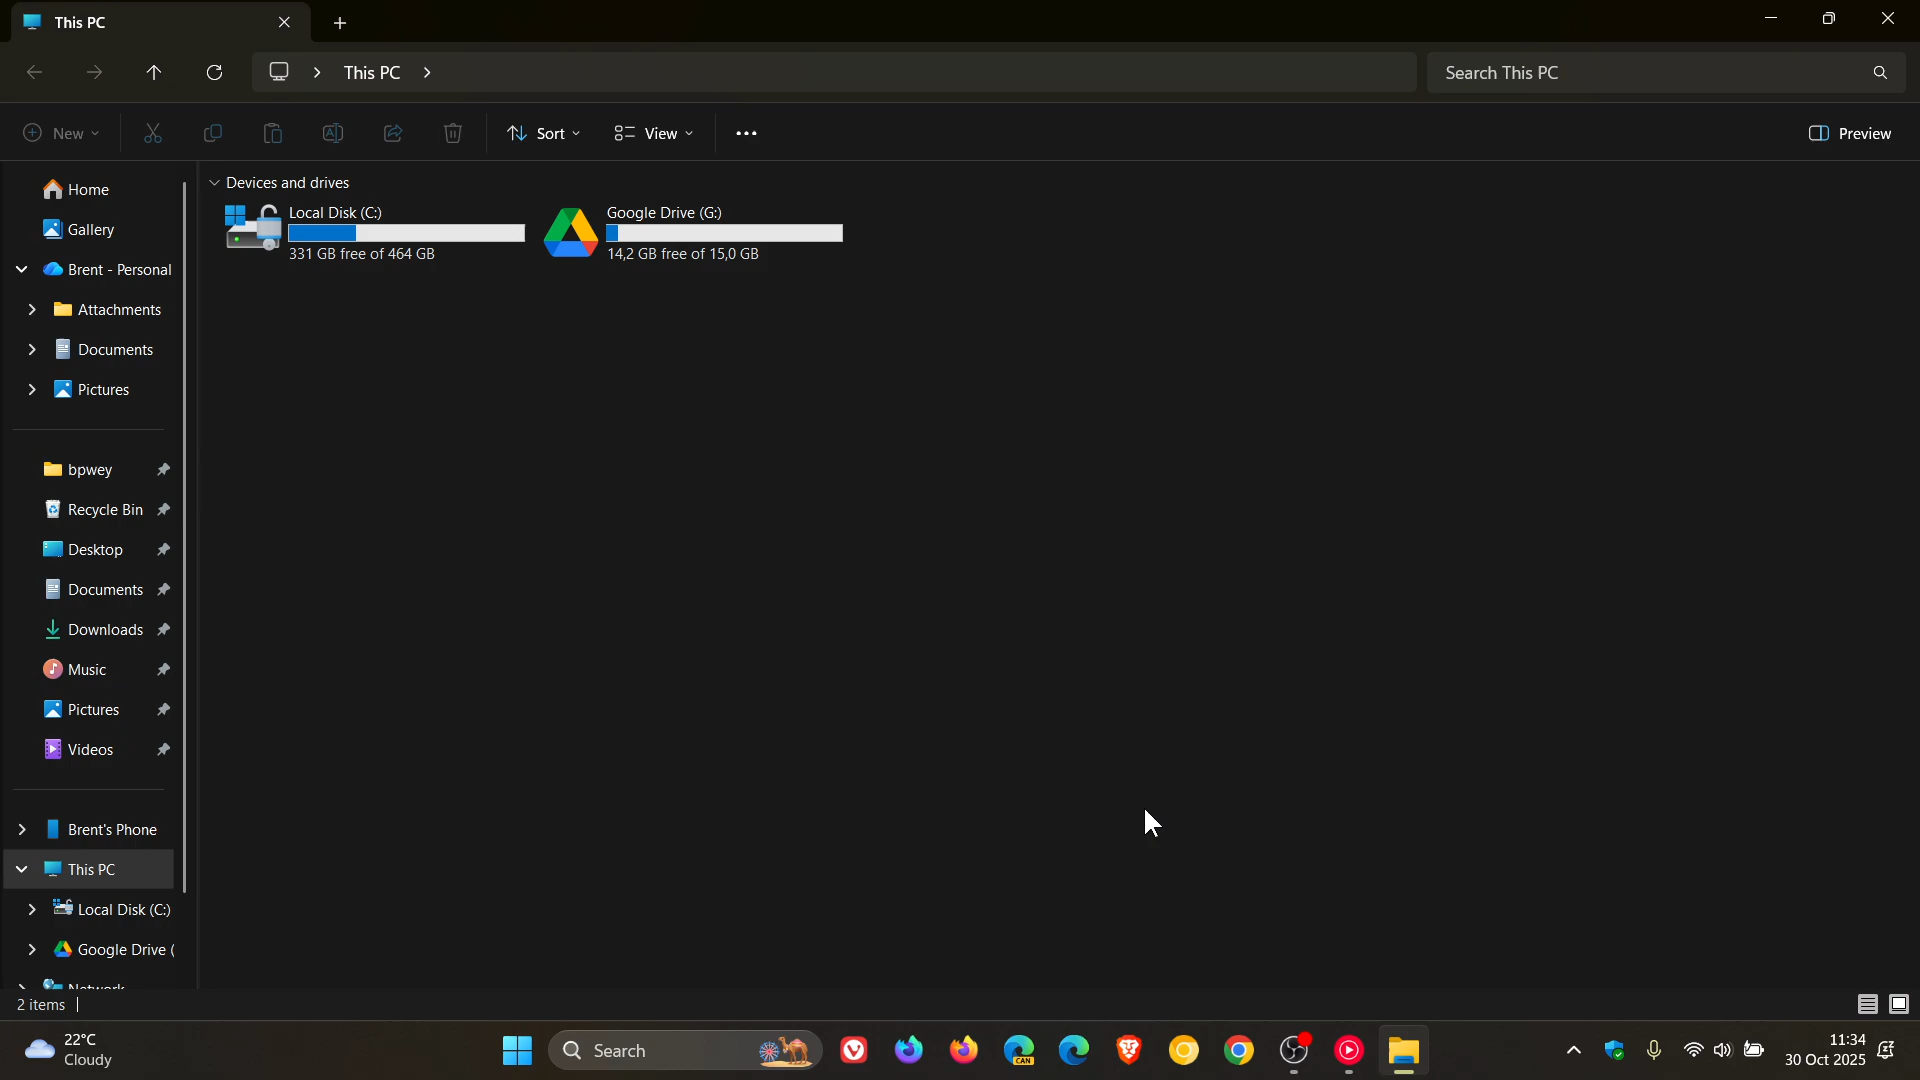 This PC
This PC
Search This PC
New
Sort
View
Preview
Home
Gallery
Brent - Personal
Attachments
Documents
Pictures
bpwey
Recycle Bin
Desktop
Documents
Downloads
Music
Pictures
Videos
Brent's Phone
This PC
Local Disk (C:)
Google Drive (
Network
Devices and drives
Local Disk (C:)
331 GB free of 464 GB
Google Drive (G:)
14,2 GB free of 15,0 GB
2 items
22°C
Cloudy
Search
CAN
11:34
30 Oct 2025